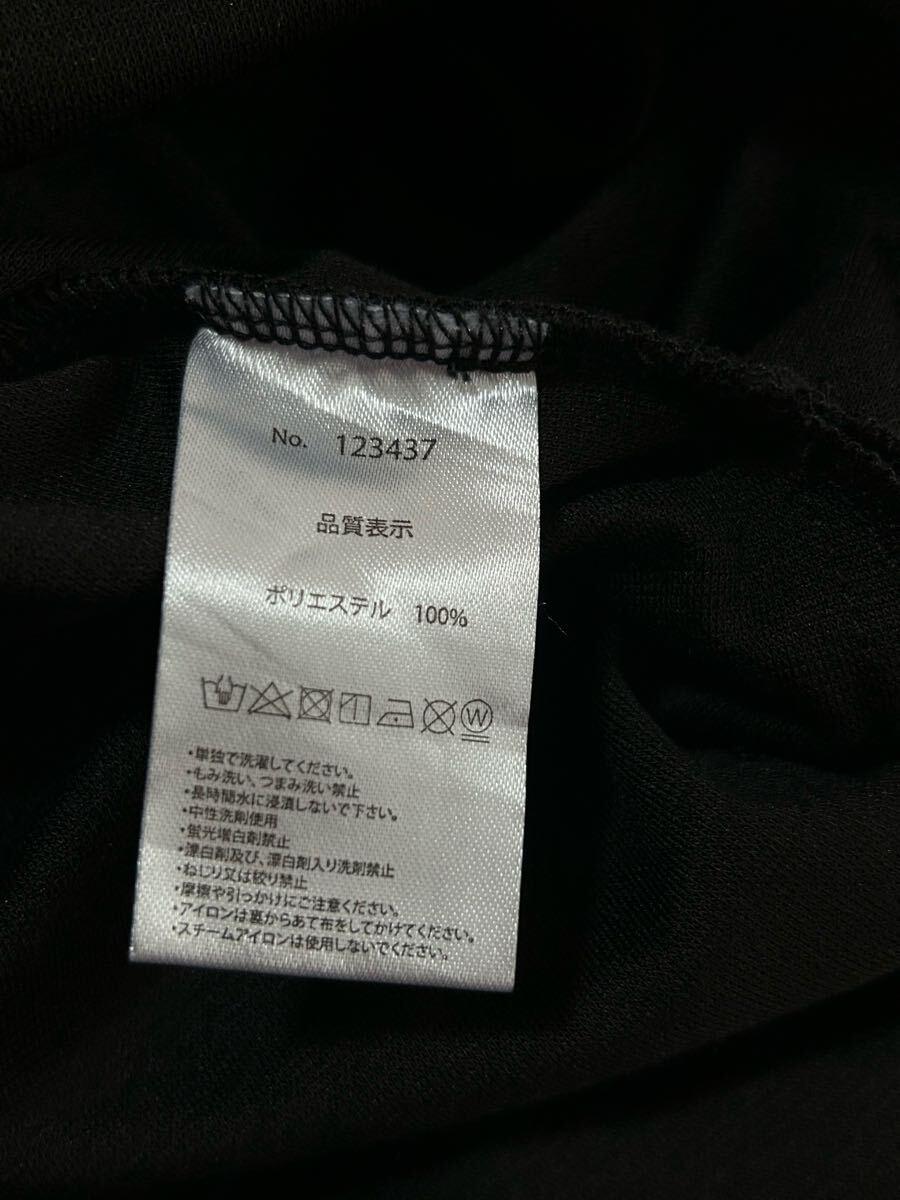 No. 123437
品質表示
ポリエステル 100%
W
・単独で洗濯してください。
・もみ洗い、つまみ洗い禁止
・長時間水に浸漬しないで下さい。
・中性洗剤使用
・蛍光増白剤禁止
・漂白剤及び、漂白剤入り洗剤禁止
・ねじり又は絞り禁止
・摩擦や引っかけにご注意ください。
・アイロンは裏からあて布をしてかけてください。
・スチームアイロンは使用しないでください。